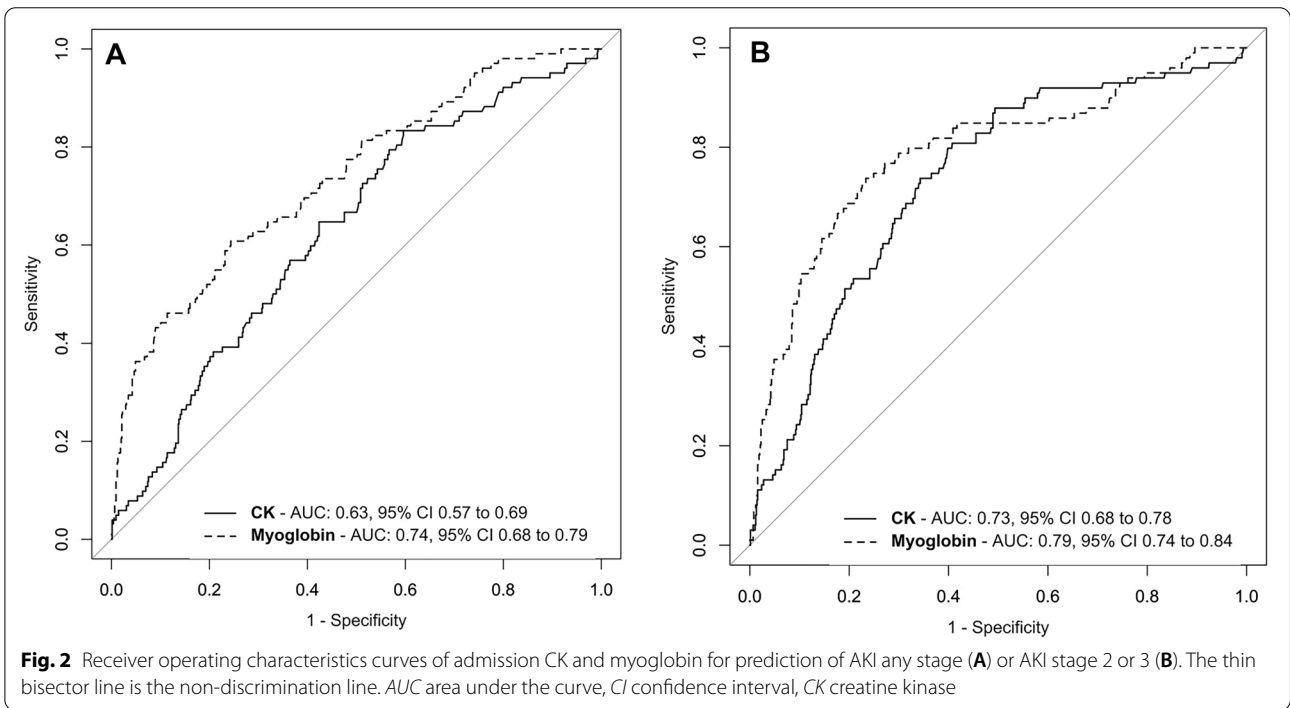 A
Sensitivity
1.0
0.8
0.6
0.4
0.2
0.0
CK - AUC: 0.63, 95% CI 0.57 to 0.69
Myoglobin - AUC: 0.74, 95% CI 0.68 to 0.79
0.0 0.2 0.4 0.6 0.8 1.0
1 - Specificity
B
Sensitivity
1.0
0.8
0.6
0.4
0.2
0.0
CK - AUC: 0.73, 95% CI 0.68 to 0.78
Myoglobin - AUC: 0.79, 95% CI 0.74 to 0.84
0.0 0.2 0.4 0.6 0.8 1.0
1 - Specificity
Fig. 2 Receiver operating characteristics curves of admission CK and myoglobin for prediction of AKI any stage (A) or AKI stage 2 or 3 (B). The thin
bisector line is the non-discrimination line. AUC area under the curve, CI confidence interval, CK creatine kinase